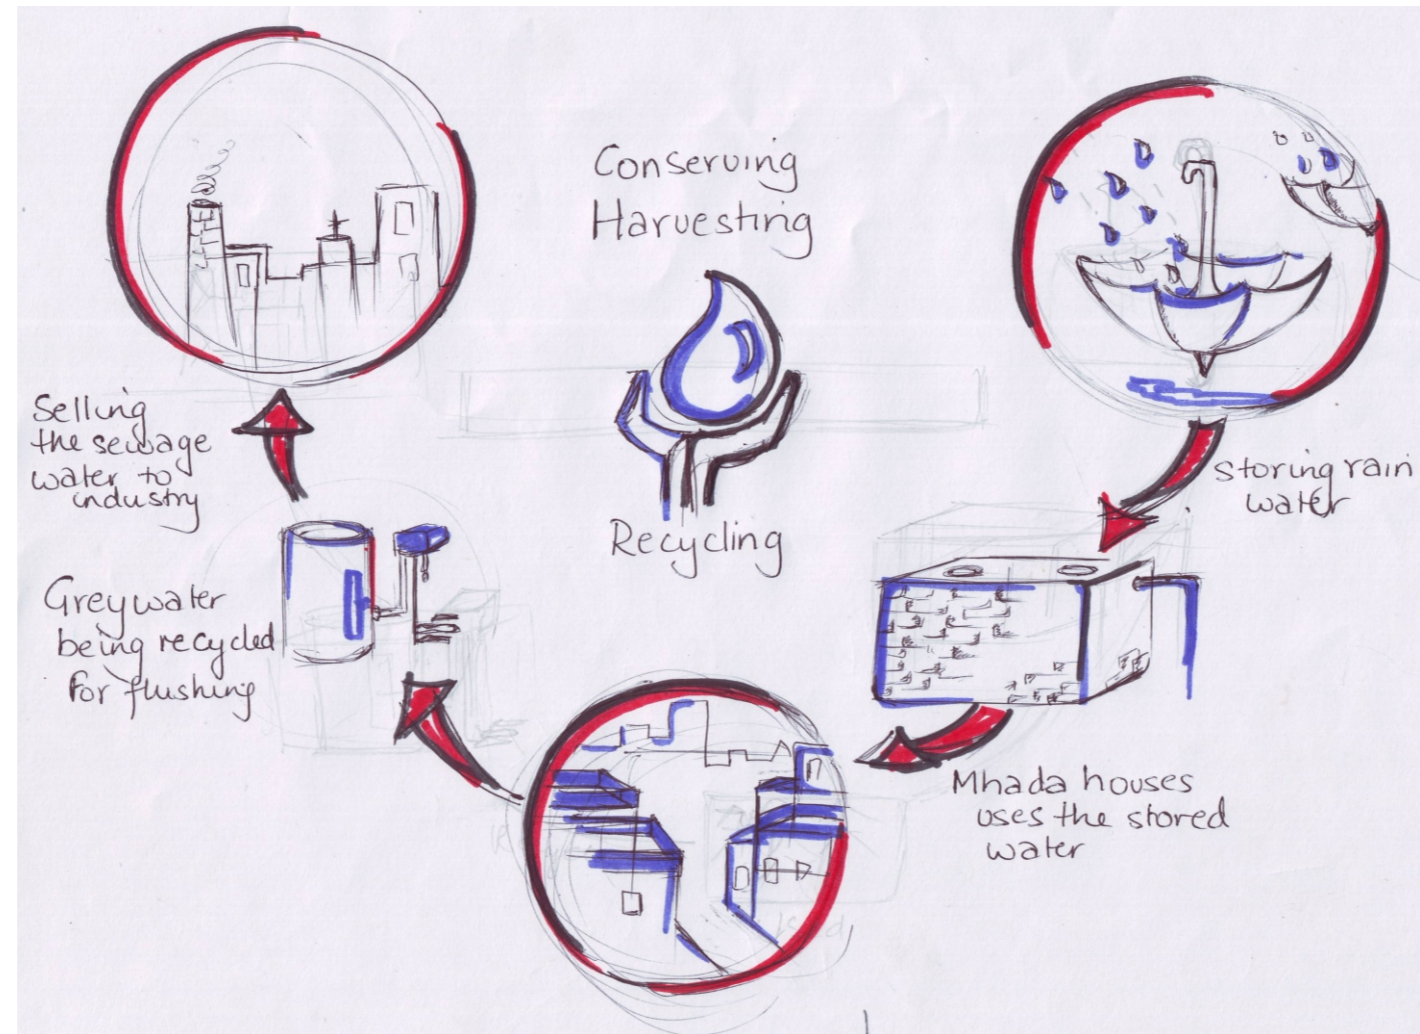 Conserving
Harvesting
Recycling
Storing rain
water
Mhada houses
uses the stored
water
Greywater
being recycled
for flushing
Selling
the sewage
water to
industry